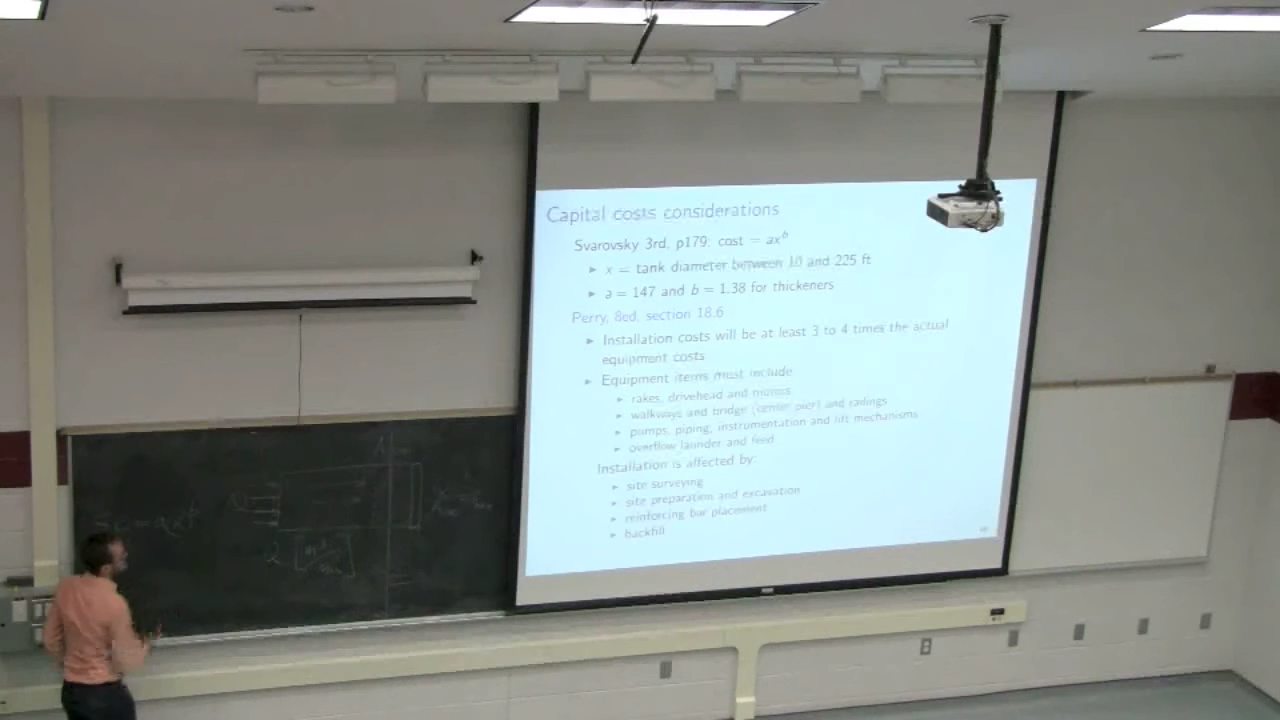 Capital costs considerations
Svarovsky 3rd, p179: cost = axᵇ
▸ x = tank diameter between 10 and 225 ft
▸ a = 147 and b = 1.38 for thickeners
Perry, 8ed, section 18.6
▸ Installation costs will be at least 3 to 4 times the actual
equipment costs
▸ Equipment items must include
▸ rakes, drivehead and motors
▸ walkways and bridge (center pier) and railings
▸ pumps, piping, instrumentation and lift mechanisms
▸ overflow launder and feed
Installation is affected by:
▸ site surveying
▸ site preparation and excavation
▸ reinforcing bar placement
▸ backfill